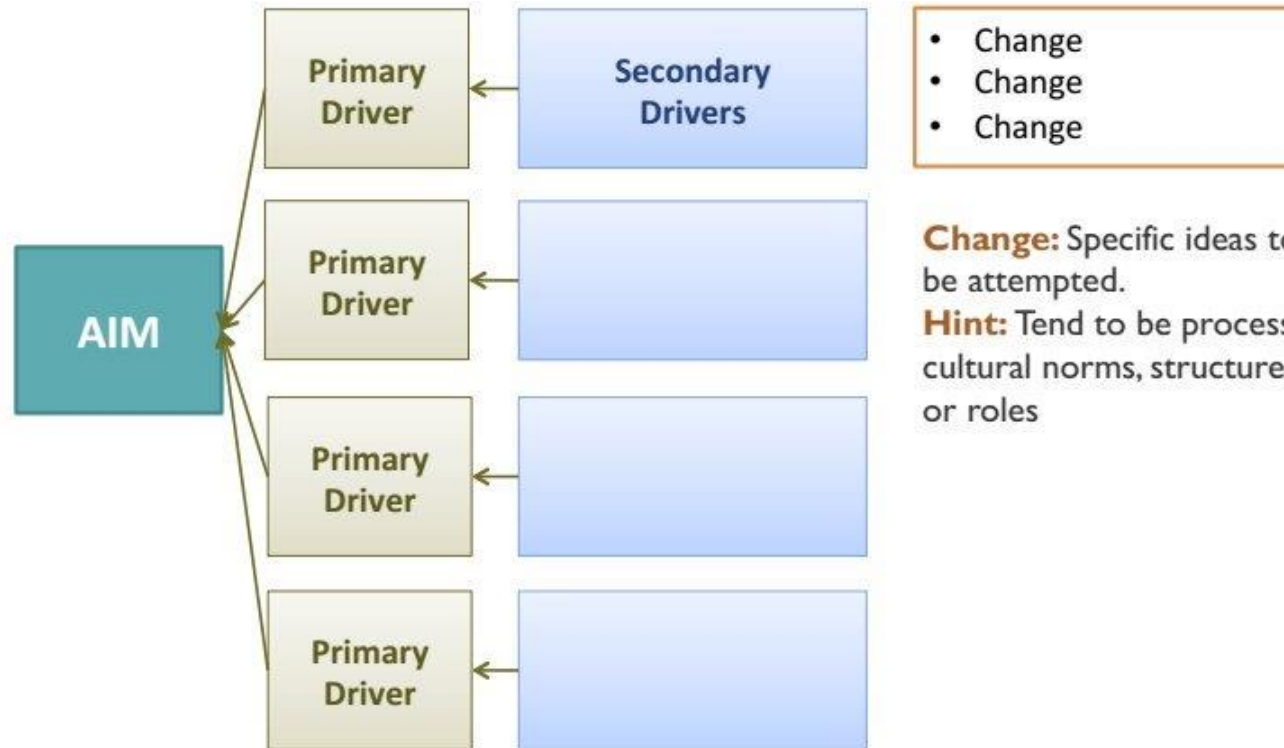 Primary
Driver
Secondary
Drivers
• Change
• Change
• Change
AIM
Primary
Driver
Change: Specific ideas t
be attempted.
Hint: Tend to be process
cultural norms, structure
or roles
Primary
Driver
Primary
Driver